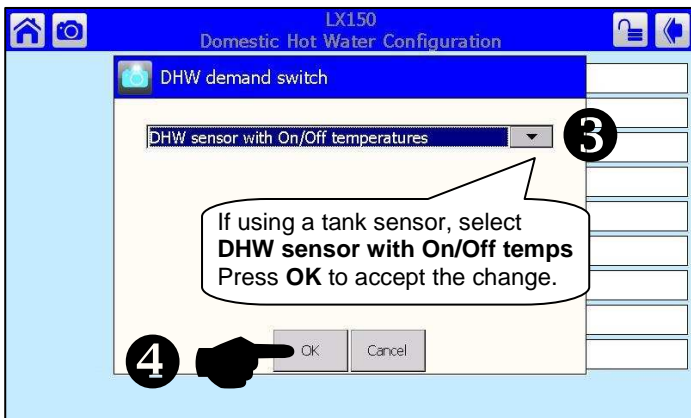 LX150
Domestic Hot Water Configuration
DHW demand switch
DHW sensor with On/Off temperatures
3
If using a tank sensor, select
DHW sensor with On/Off temps
Press OK to accept the change.
4
OK Cancel